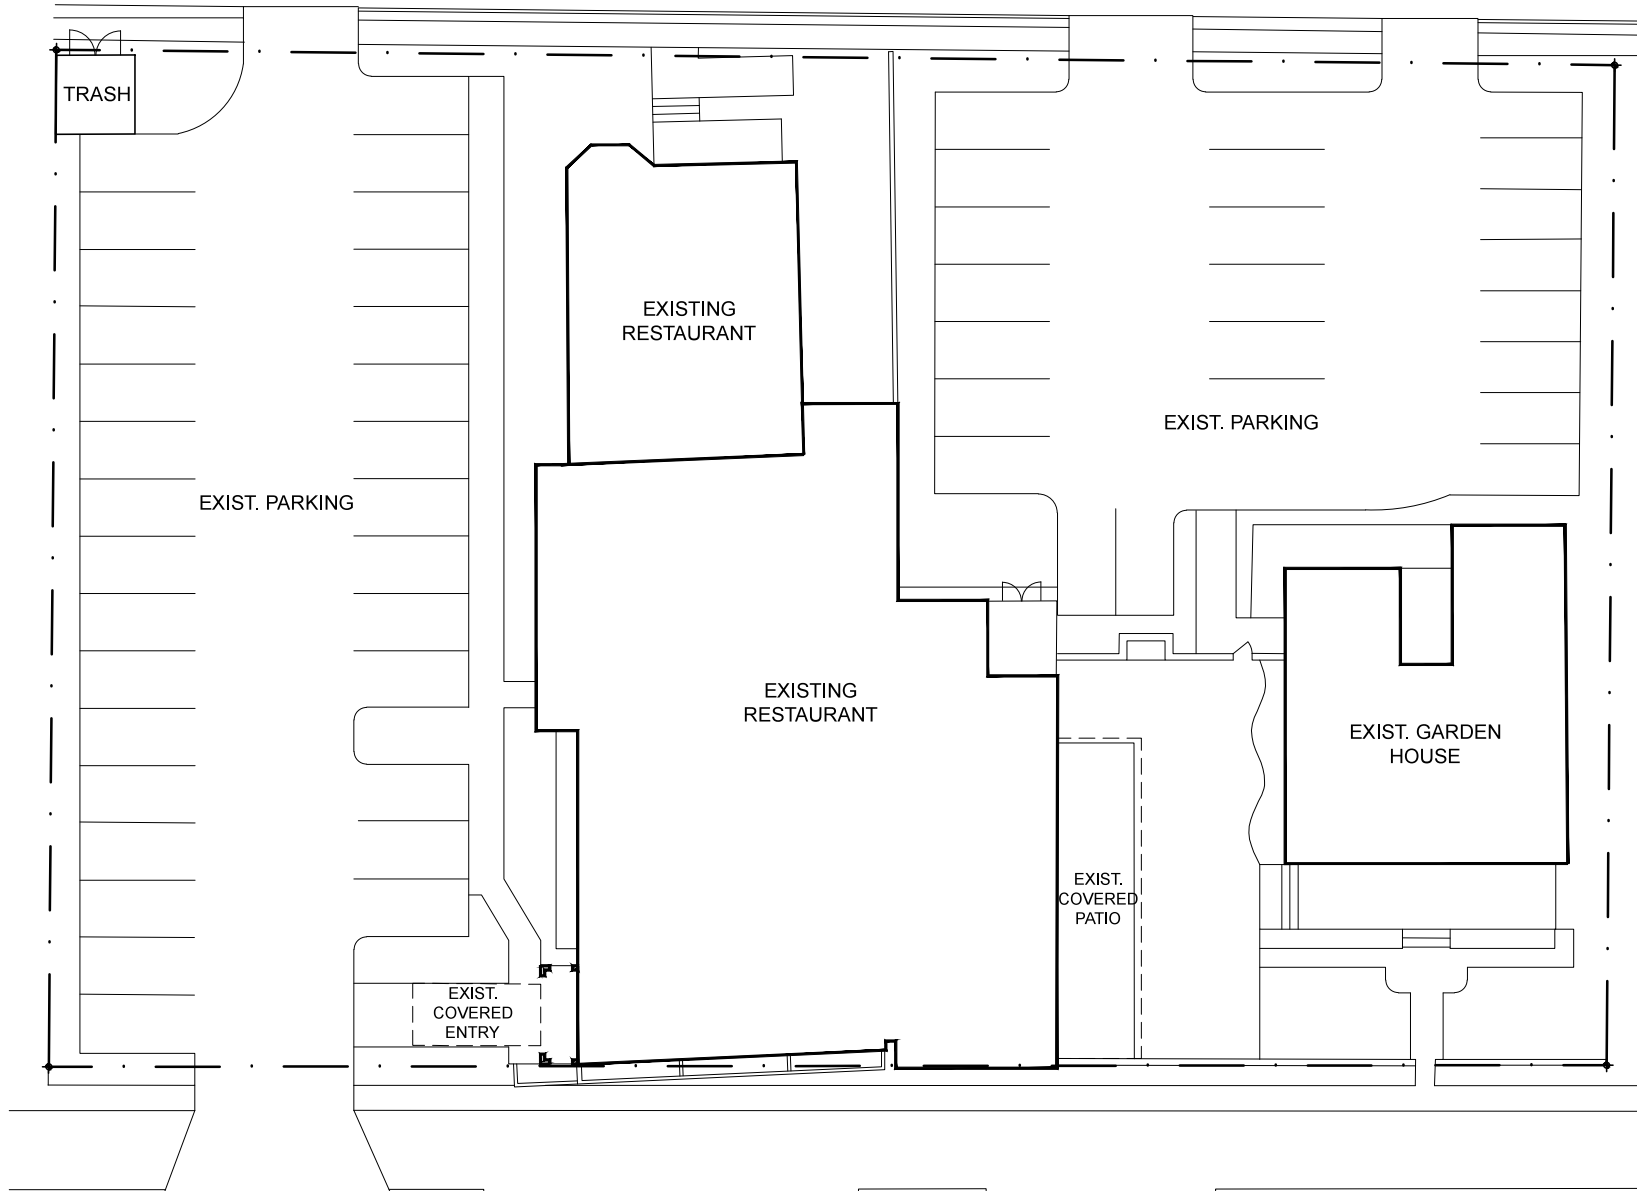 TRASH
EXISTING
RESTAURANT
EXIST. PARKING
EXIST. PARKING
EXISTING
RESTAURANT
EXIST. GARDEN
HOUSE
EXIST.
COVERED
PATIO
EXIST.
COVERED
ENTRY